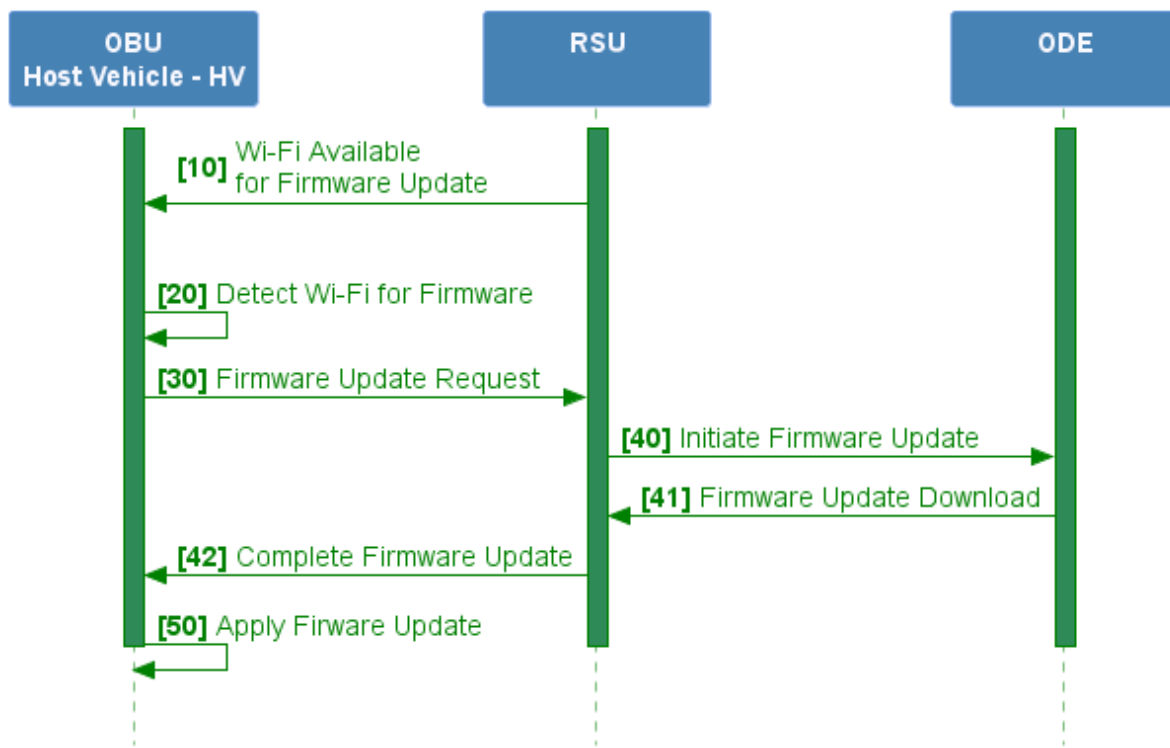 OBU
Host Vehicle - HV
RSU
ODE
[10] Wi-Fi Available
for Firmware Update
[20] Detect Wi-Fi for Firmware
[30] Firmware Update Request
[40] Initiate Firmware Update
[41] Firmware Update Download
[42] Complete Firmware Update
[50] Apply Firware Update